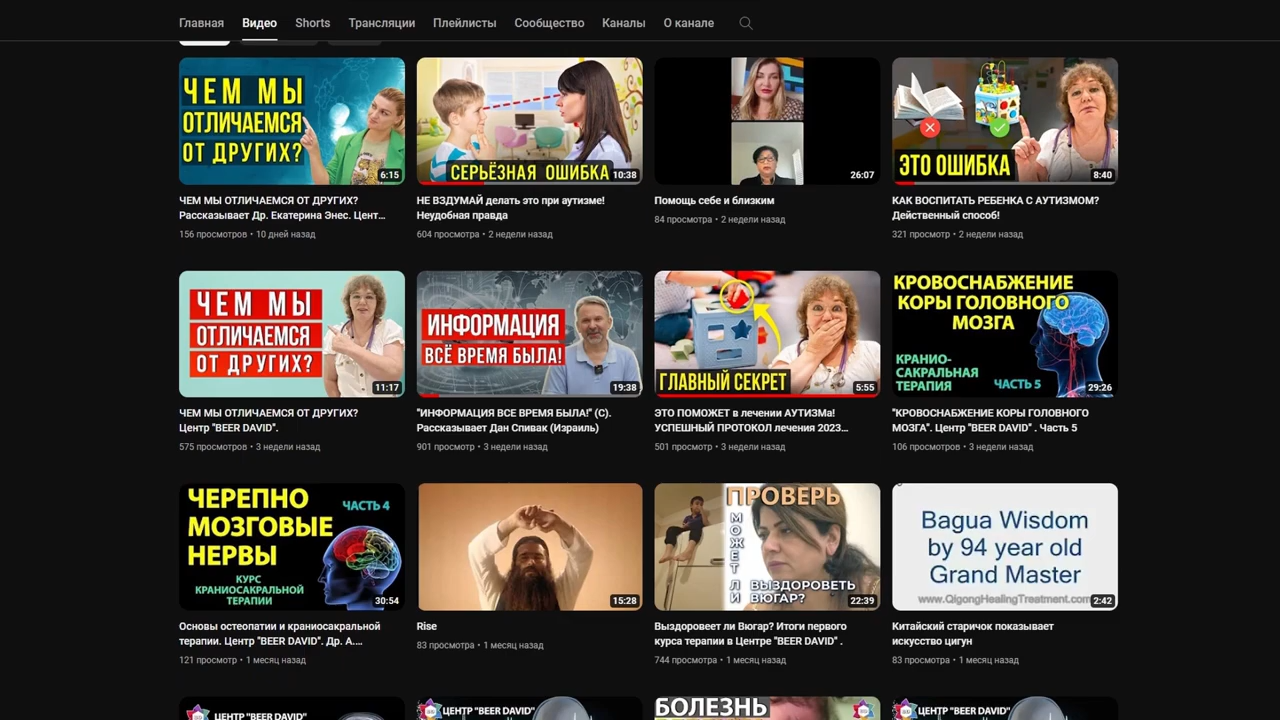 Главная Видео Shorts Трансляции Плейлисты Сообщество Каналы О канале
ЧЕМ МЫ
ОТЛИЧАЕМСЯ
ОТ ДРУГИХ?
6:15
ЧЕМ МЫ ОТЛИЧАЕМСЯ ОТ ДРУГИХ?
Рассказывает Др. Екатерина Энес. Цент…
156 просмотров • 10 дней назад
СЕРЬЁЗНАЯ ОШИБКА
10:38
НЕ ВЗДУМАЙ делать это при аутизме!
Неудобная правда
604 просмотра • 2 недели назад
26:07
Помощь себе и близким
84 просмотра • 2 недели назад
ЭТО ОШИБКА
8:40
КАК ВОСПИТАТЬ РЕБЕНКА С АУТИЗМОМ?
Действенный способ!
321 просмотр • 2 недели назад
ЧЕМ МЫ
ОТЛИЧАЕМСЯ
ОТ ДРУГИХ?
11:17
ЧЕМ МЫ ОТЛИЧАЕМСЯ ОТ ДРУГИХ?
Центр "BEER DAVID".
575 просмотров • 3 недели назад
ИНФОРМАЦИЯ
ВСЁ ВРЕМЯ БЫЛА!
19:38
"ИНФОРМАЦИЯ ВСЕ ВРЕМЯ БЫЛА!" (С).
Рассказывает Дан Спивак (Израиль)
901 просмотр • 3 недели назад
ГЛАВНЫЙ СЕКРЕТ
5:55
ЭТО ПОМОЖЕТ в лечении АУТИЗМа!
УСПЕШНЫЙ ПРОТОКОЛ лечения 2023…
501 просмотр • 3 недели назад
КРОВОСНАБЖЕНИЕ
КОРЫ ГОЛОВНОГО
МОЗГА
КРАНИО-
САКРАЛЬНАЯ
ТЕРАПИЯ
ЧАСТЬ 5
29:26
"КРОВОСНАБЖЕНИЕ КОРЫ ГОЛОВНОГО
МОЗГА". Центр "BEER DAVID" . Часть 5
106 просмотров • 3 недели назад
ЧЕРЕПНО
МОЗГОВЫЕ
НЕРВЫ
ЧАСТЬ 4
КУРС
КРАНИОСАКРАЛЬНОЙ
ТЕРАПИИ
30:54
Основы остеопатии и краниосакральной
терапии. Центр "BEER DAVID". Др. А.…
121 просмотр • 1 месяц назад
15:28
Rise
83 просмотра • 1 месяц назад
ПРОВЕРЬ
МОЖЕТ ЛИ
ВЫЗДОРОВЕТЬ
ВЮГАР?
22:39
Выздоровеет ли Вюгар? Итоги первого
курса терапии в Центре "BEER DAVID" .
744 просмотра • 1 месяц назад
Bagua Wisdom
by 94 year old
Grand Master
www.QigongHealingTreatment.com
2:42
Китайский старичок показывает
искусство цигун
83 просмотра • 1 месяц назад
ЦЕНТР "BEER DAVID"
ЦЕНТР "BEER DAVID"
БОЛЕЗНЬ
ЦЕНТР "BEER DAVID"